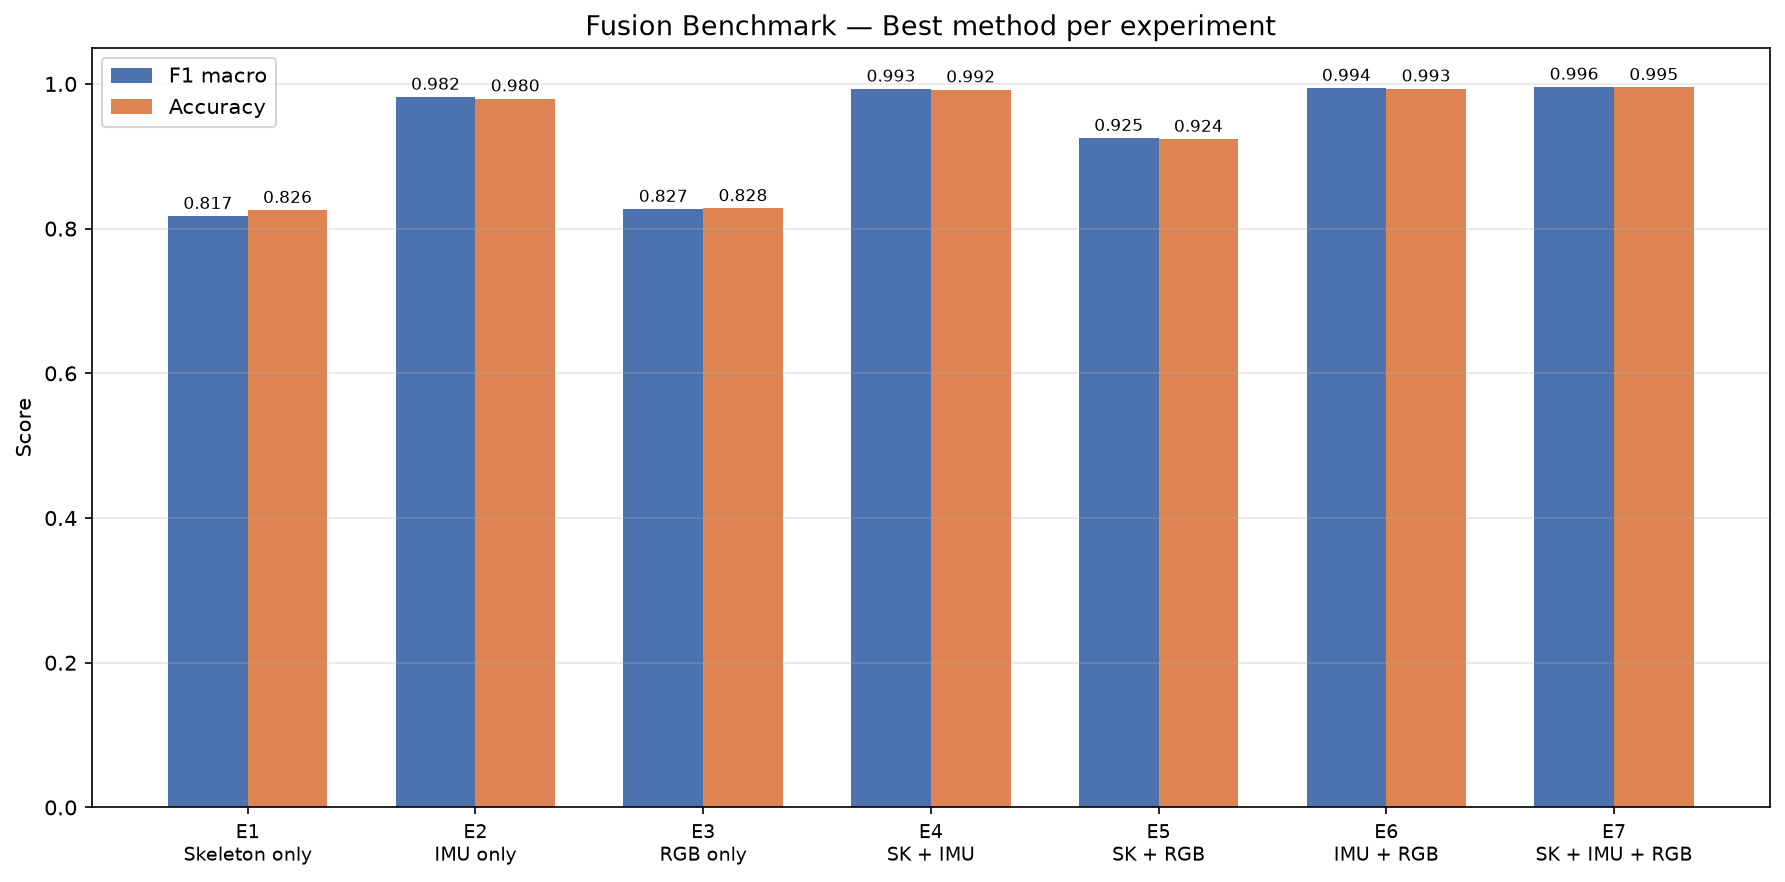 Fusion Benchmark — Best method per experiment
F1 macro
Accuracy
Score
1.0
0.8
0.6
0.4
0.2
0.0
0.817
0.826
0.982
0.980
0.827
0.828
0.993
0.992
0.925
0.924
0.994
0.993
0.996
0.995
E1
Skeleton only
E2
IMU only
E3
RGB only
E4
SK + IMU
E5
SK + RGB
E6
IMU + RGB
E7
SK + IMU + RGB